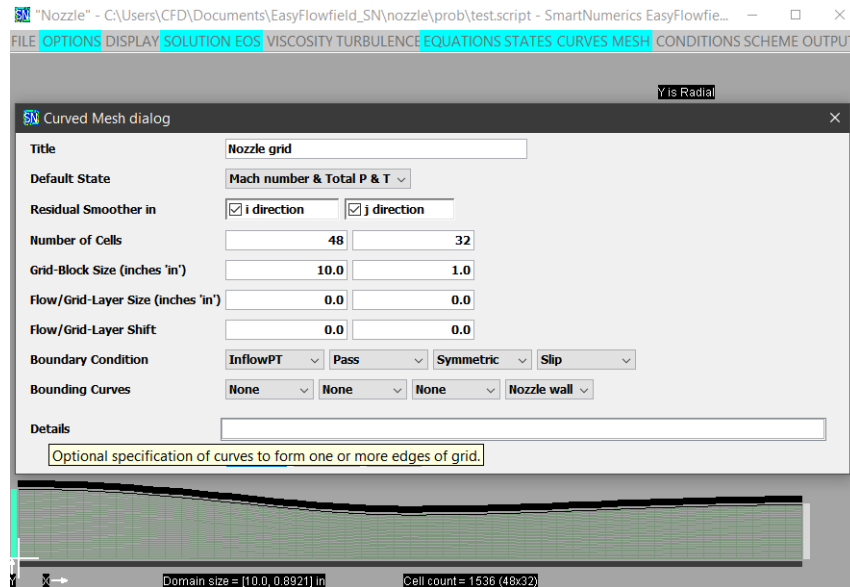 "Nozzle" - C:\Users\CFD\Documents\EasyFlowfield_SN\nozzle\prob\test.script - SmartNumerics EasyFlowfie...
FILE OPTIONS DISPLAY SOLUTION EOS VISCOSITY TURBULENCE EQUATIONS STATES CURVES MESH CONDITIONS SCHEME OUTPU
Y is Radial
SN Curved Mesh dialog
Title Nozzle grid
Default State Mach number & Total P & T
Residual Smoother in i direction j direction
Number of Cells 48 32
Grid-Block Size (inches 'in') 10.0 1.0
Flow/Grid-Layer Size (inches 'in') 0.0 0.0
Flow/Grid-Layer Shift 0.0 0.0
Boundary Condition InflowPT Pass Symmetric Slip
Bounding Curves None None None Nozzle wall
Details
Optional specification of curves to form one or more edges of grid.
Y X Domain size = [10.0, 0.8921] in Cell count = 1536 (48x32)